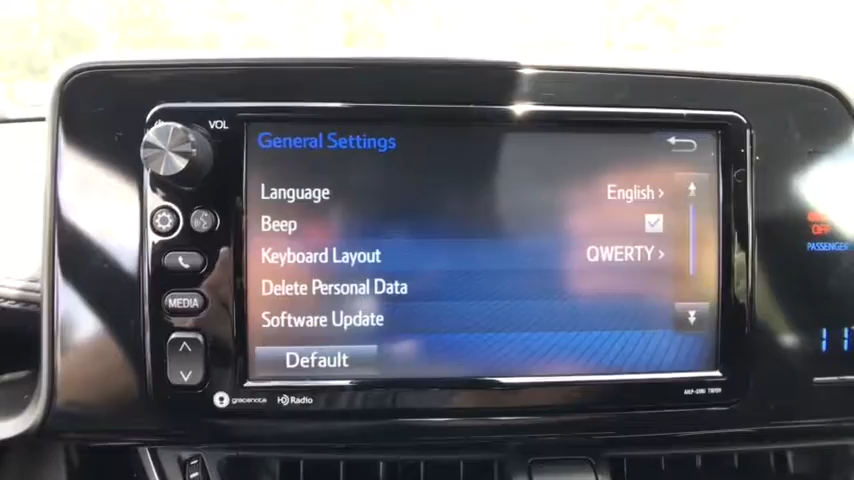 VOL
General Settings
Language English >
Beep
Keyboard Layout QWERTY >
Delete Personal Data
MEDIA
Software Update
Default
gracenote HD Radio
OFF
PASSENGER